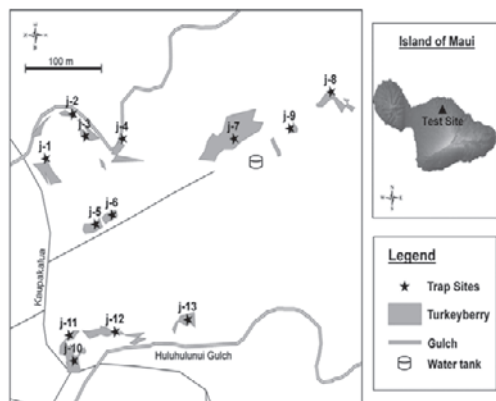 100 m
j-1
j-2
j-3
j-4
j-5
j-6
j-7
j-8
j-9
j-10
j-11
j-12
j-13
Kaupakalua
Huluhulunui Gulch
Island of Maui
Test Site
Legend
Trap Sites
Turkeyberry
Gulch
Water tank